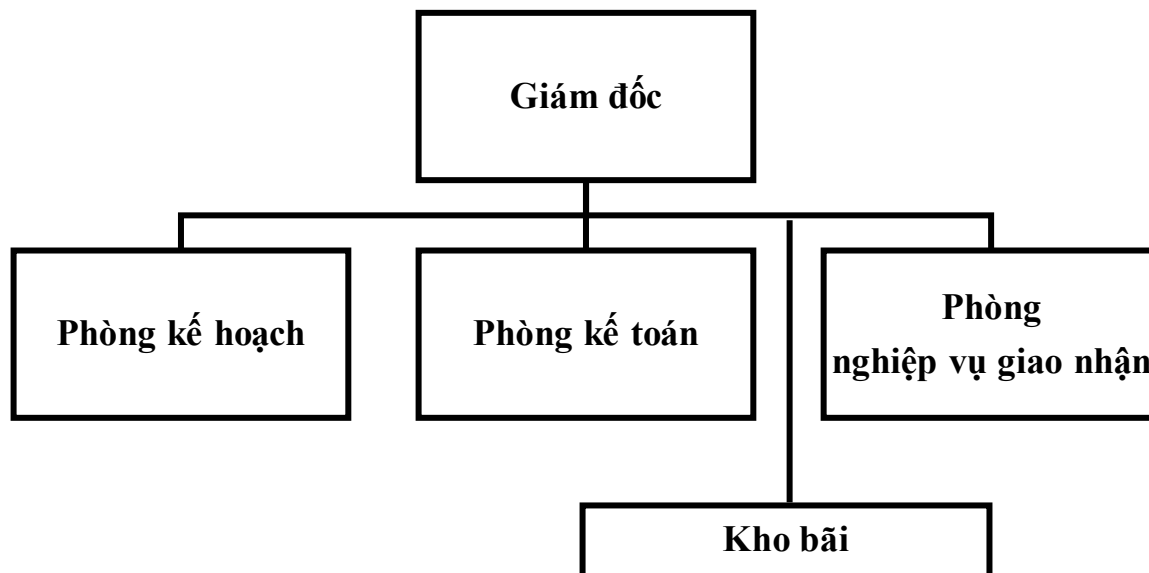 Giám đốc
Phòng kế hoạch
Phòng kế toán
Phòng
nghiệp vụ giao nhận
Kho bãi